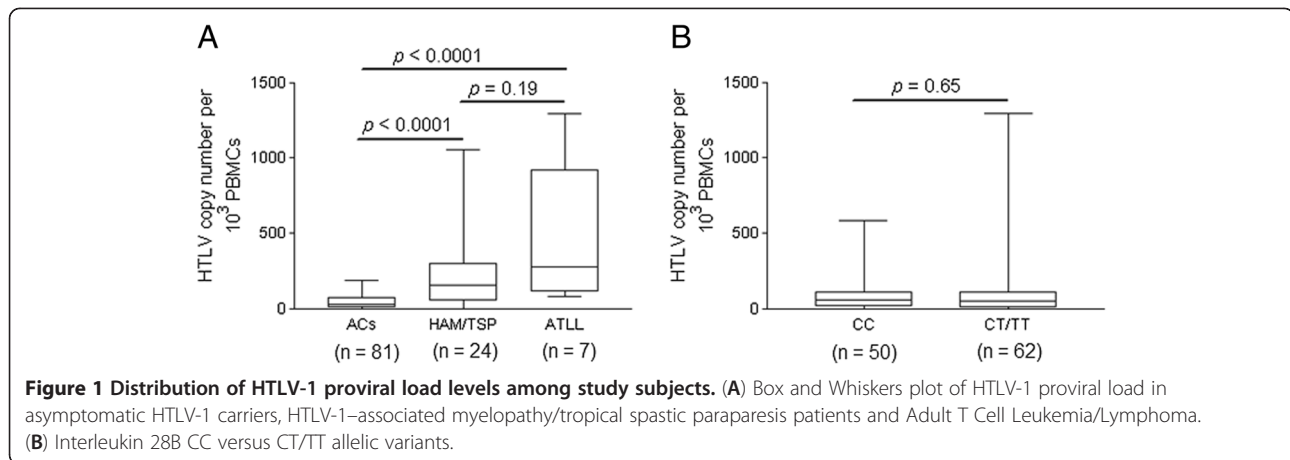 A
p < 0.0001
p = 0.19
p < 0.0001
HTLV copy number per
10³ PBMCs
1500
1000
500
0
ACs
HAM/TSP
ATLL
(n = 81)
(n = 24)
(n = 7)
B
p = 0.65
HTLV copy number per
10³ PBMCs
1500
1000
500
0
CC
CT/TT
(n = 50)
(n = 62)
Figure 1 Distribution of HTLV-1 proviral load levels among study subjects. (A) Box and Whiskers plot of HTLV-1 proviral load in
asymptomatic HTLV-1 carriers, HTLV-1–associated myelopathy/tropical spastic paraparesis patients and Adult T Cell Leukemia/Lymphoma.
(B) Interleukin 28B CC versus CT/TT allelic variants.